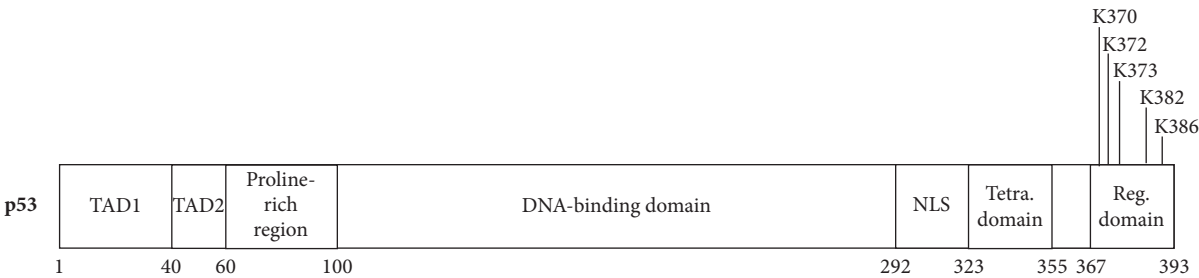 K370
K372
K373
K382
K386
p53
TAD1
TAD2
Proline-
rich
region
DNA-binding domain
NLS
Tetra.
domain
Reg.
domain
1 40 60 100 292 323 355 367 393